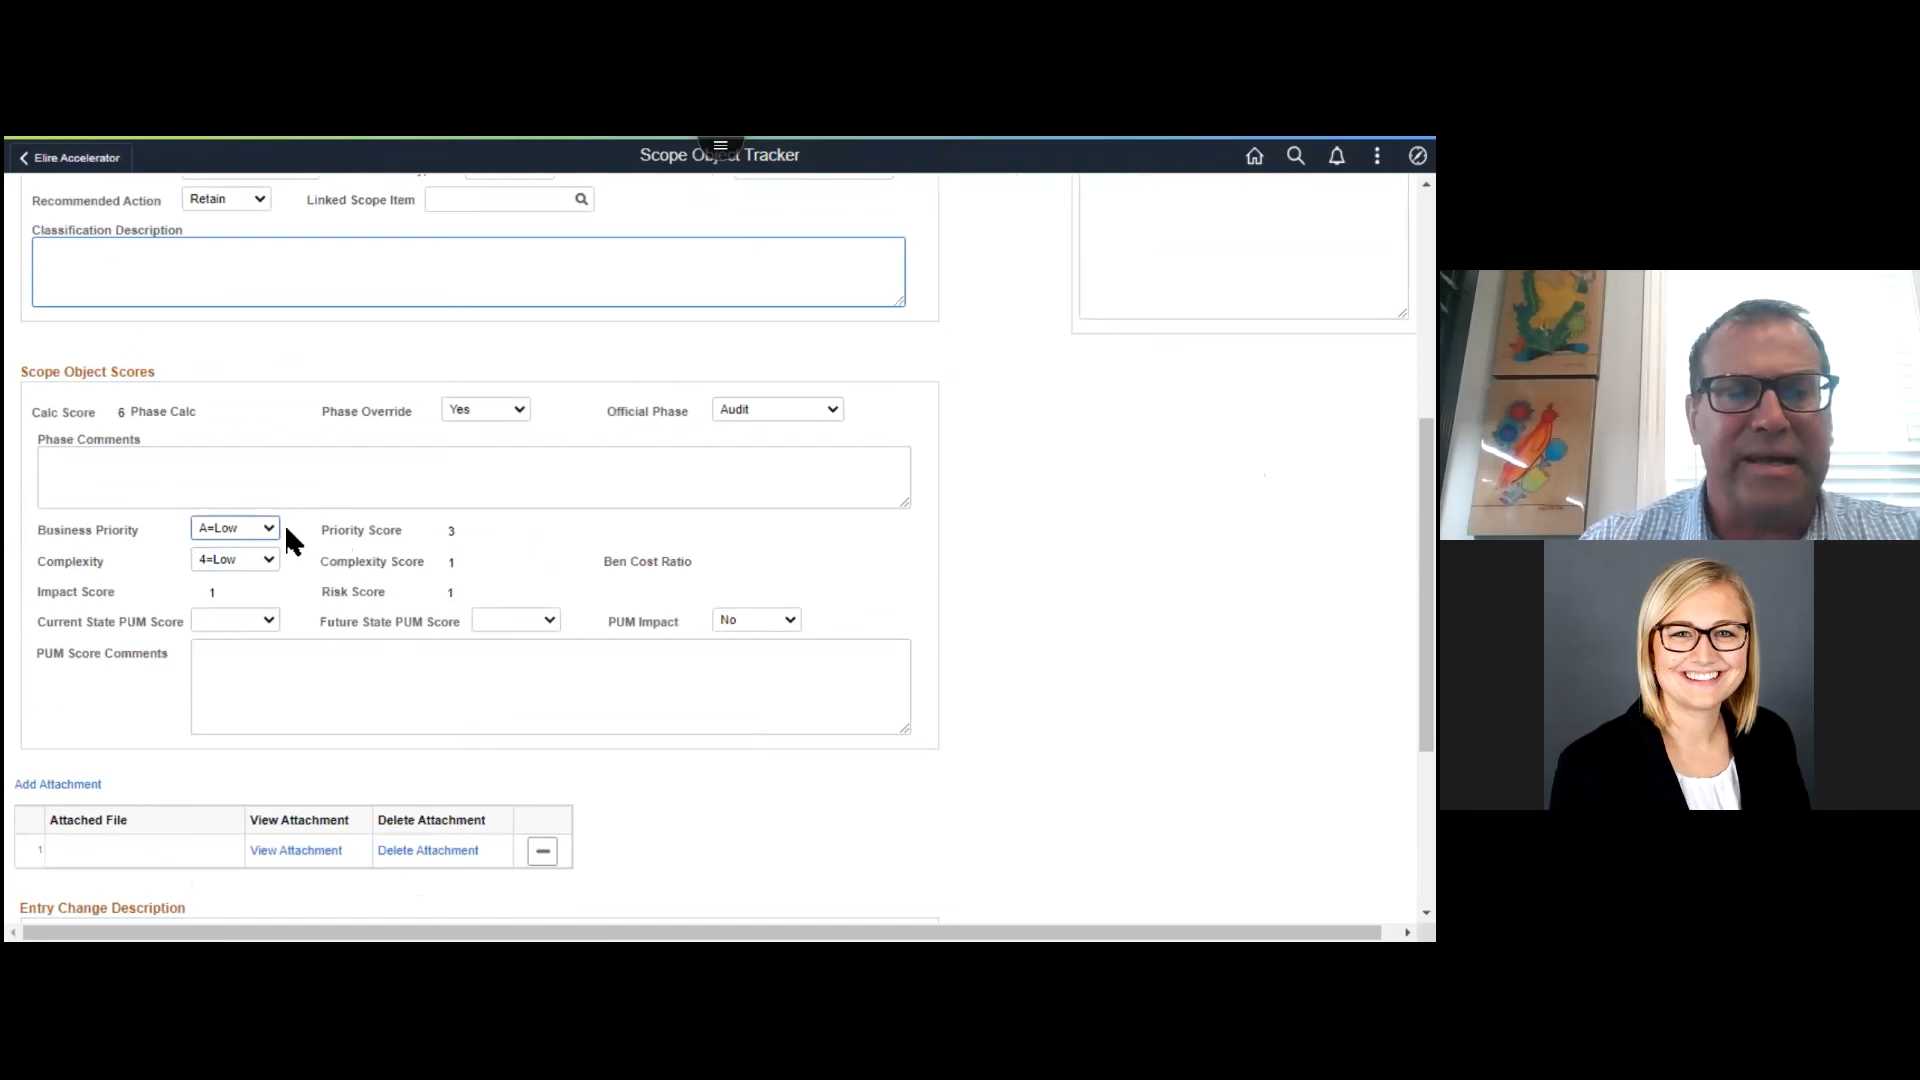 Elire Accelerator
Scope Object Tracker
Recommended Action Retain Linked Scope Item
Classification Description
Scope Object Scores
Calc Score 6 Phase Calc Phase Override Yes Official Phase Audit
Phase Comments
Business Priority A=Low Priority Score 3
Complexity 4=Low Complexity Score 1 Ben Cost Ratio
Impact Score 1 Risk Score 1
Current State PUM Score Future State PUM Score PUM Impact No
PUM Score Comments
Add Attachment
Attached File View Attachment Delete Attachment
1 View Attachment Delete Attachment
Entry Change Description